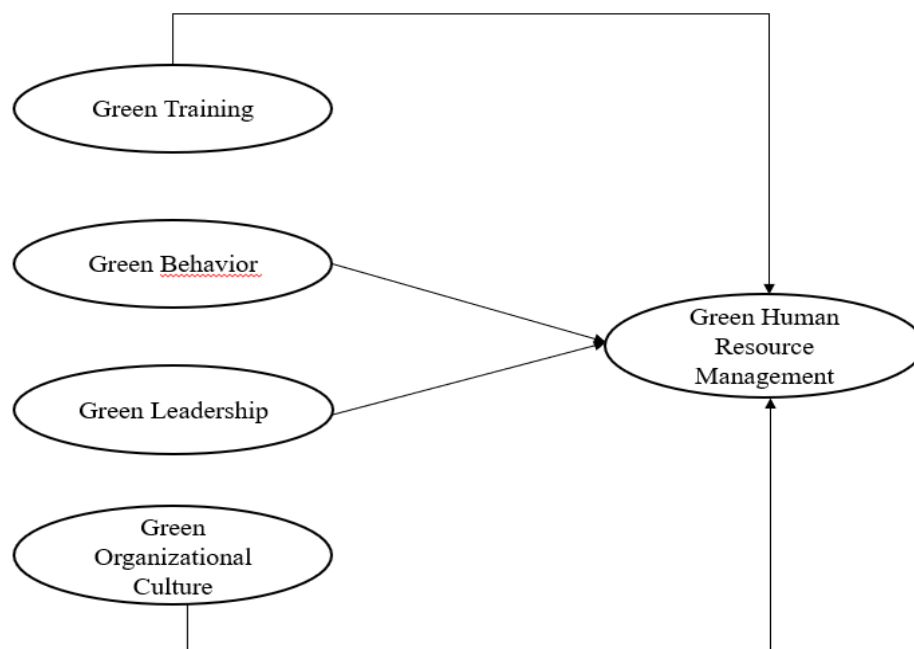 Green Training
Green Behavior
Green Human
Resource
Management
Green Leadership
Green
Organizational
Culture